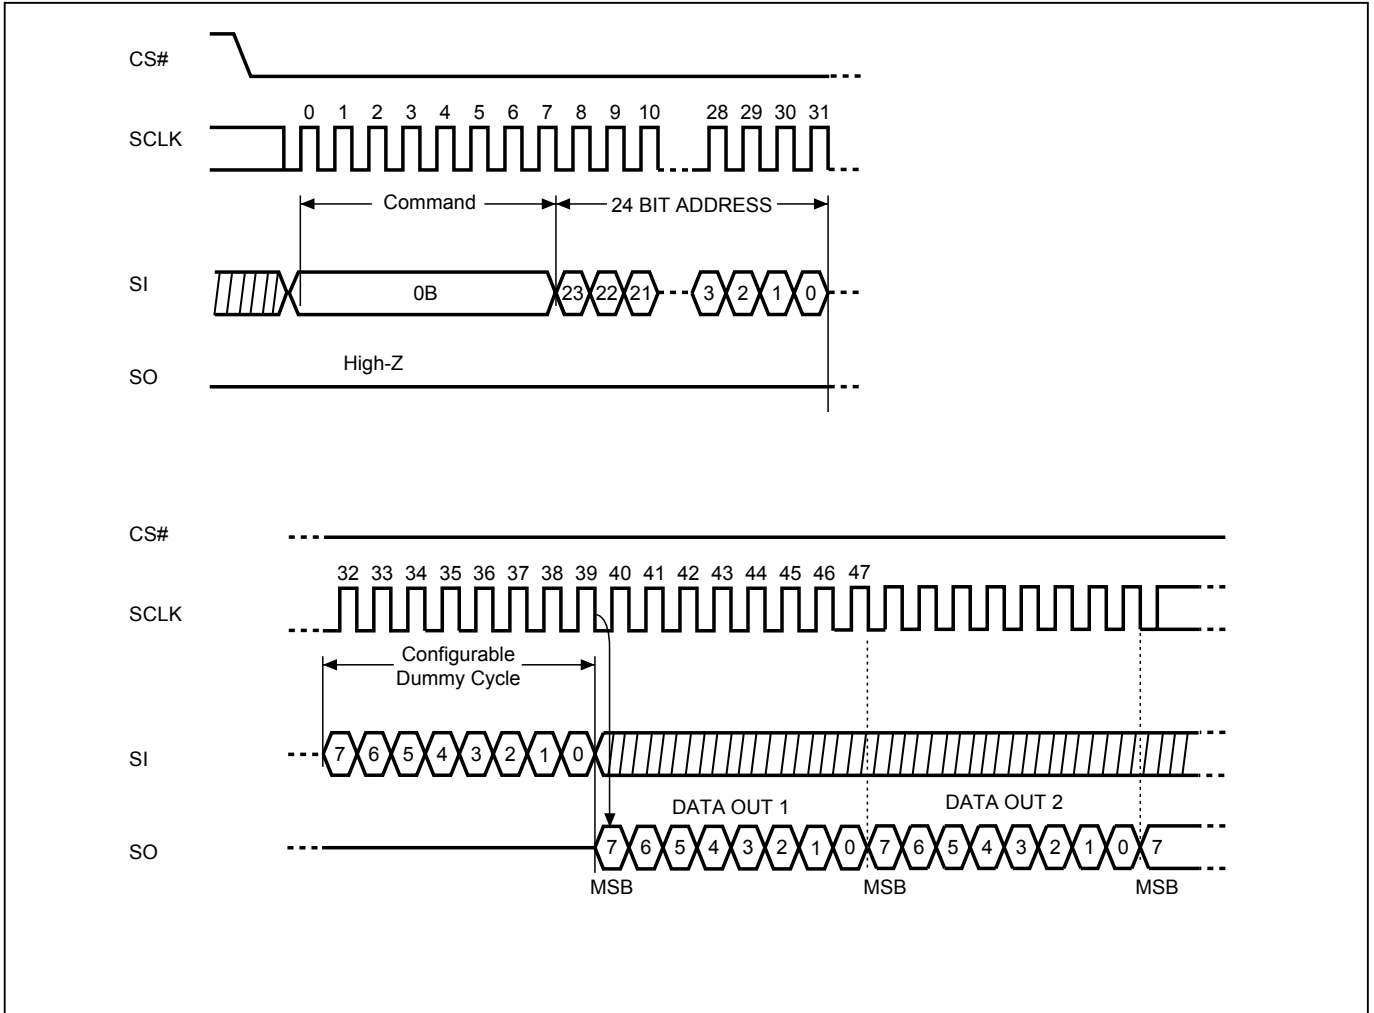 CS#
0 1 2 3 4 5 6 7 8 9 10 28 29 30 31
SCLK
Command
24 BIT ADDRESS
SI
0B
23 22 21 3 2 1 0
High-Z
SO
CS#
32 33 34 35 36 37 38 39 40 41 42 43 44 45 46 47
SCLK
Configurable
Dummy Cycle
SI
7 6 5 4 3 2 1 0
DATA OUT 1
DATA OUT 2
SO
7 6 5 4 3 2 1 0 7 6 5 4 3 2 1 0 7
MSB
MSB
MSB